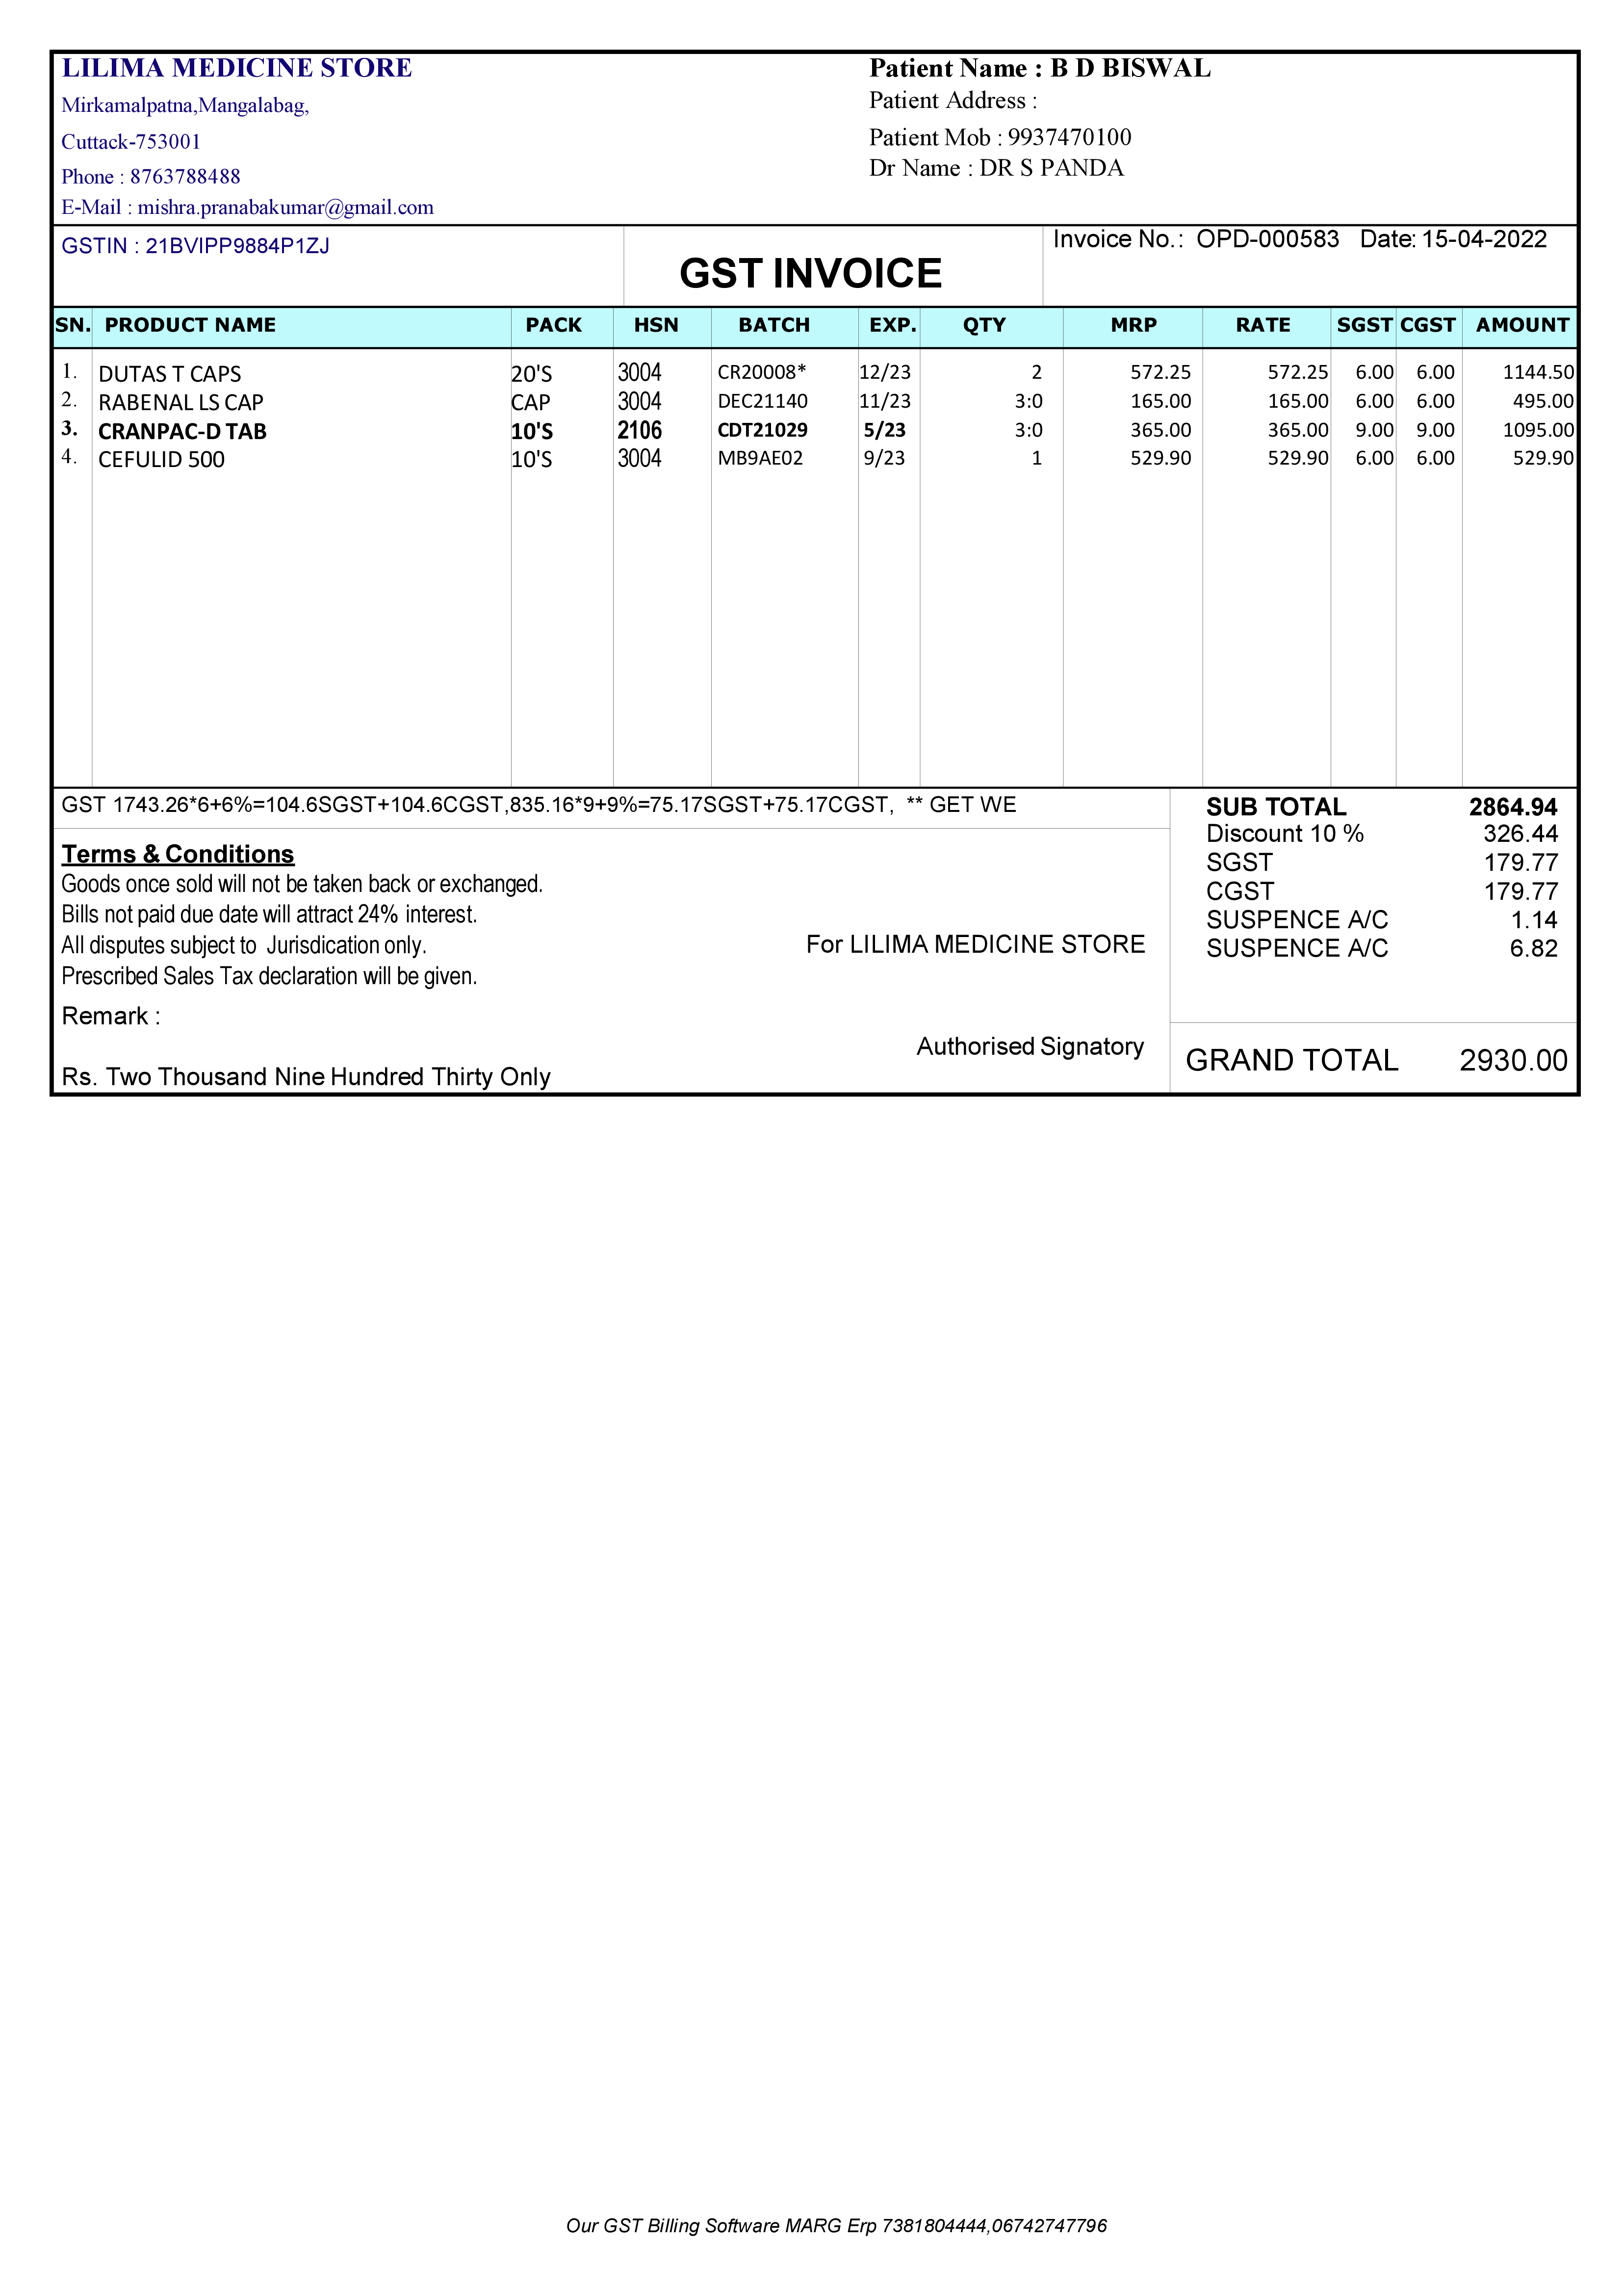 LILIMA MEDICINE STORE
Mirkamalpatna,Mangalabag,
Cuttack-753001
Phone : 8763788488
E-Mail : mishra.pranabakumar@gmail.com
Patient Name : B D BISWAL
Patient Address :
Patient Mob : 9937470100
Dr Name : DR S PANDA
GSTIN : 21BVIPP9884P1ZJ
GST INVOICE
Invoice No.: OPD-000583 Date: 15-04-2022
SN. PRODUCT NAME PACK HSN BATCH EXP. QTY MRP RATE SGST CGST AMOUNT
1. DUTAS T CAPS 20'S 3004 CR20008* 12/23 2 572.25 572.25 6.00 6.00 1144.50
2. RABENAL LS CAP CAP 3004 DEC21140 11/23 3:0 165.00 165.00 6.00 6.00 495.00
3. CRANPAC-D TAB 10'S 2106 CDT21029 5/23 3:0 365.00 365.00 9.00 9.00 1095.00
4. CEFULID 500 10'S 3004 MB9AE02 9/23 1 529.90 529.90 6.00 6.00 529.90
GST 1743.26*6+6%=104.6SGST+104.6CGST,835.16*9+9%=75.17SGST+75.17CGST, ** GET WE
Terms & Conditions
Goods once sold will not be taken back or exchanged.
Bills not paid due date will attract 24% interest.
All disputes subject to Jurisdication only.
Prescribed Sales Tax declaration will be given.
Remark :
Rs. Two Thousand Nine Hundred Thirty Only
For LILIMA MEDICINE STORE
Authorised Signatory
SUB TOTAL 2864.94
Discount 10 % 326.44
SGST 179.77
CGST 179.77
SUSPENCE A/C 1.14
SUSPENCE A/C 6.82
GRAND TOTAL 2930.00
Our GST Billing Software MARG Erp 7381804444,06742747796